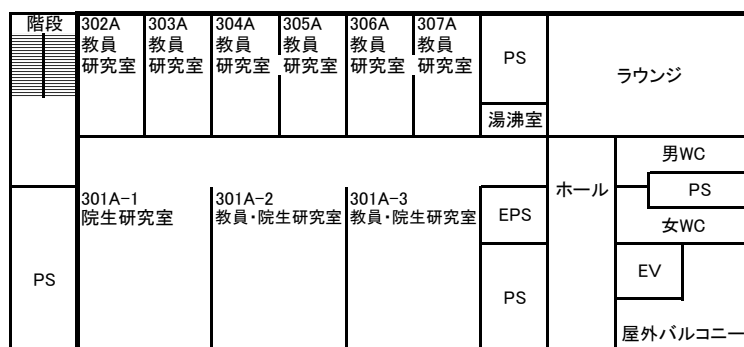 階段
302A
教員
研究室
303A
教員
研究室
304A
教員
研究室
305A
教員
研究室
306A
教員
研究室
307A
教員
研究室
PS
湯沸室
ラウンジ
ホール
男WC
PS
女WC
EV
屋外バルコニー
301A-1
院生研究室
301A-2
教員・院生研究室
301A-3
教員・院生研究室
EPS
PS
PS